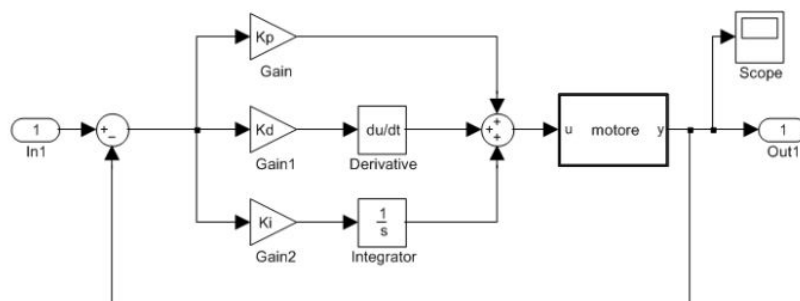 Kp
Gain
Scope
1
In1
+
−
Kd
Gain1
du/dt
Derivative
+
+
+
u motore y
1
Out1
Ki
Gain2
1
s
Integrator